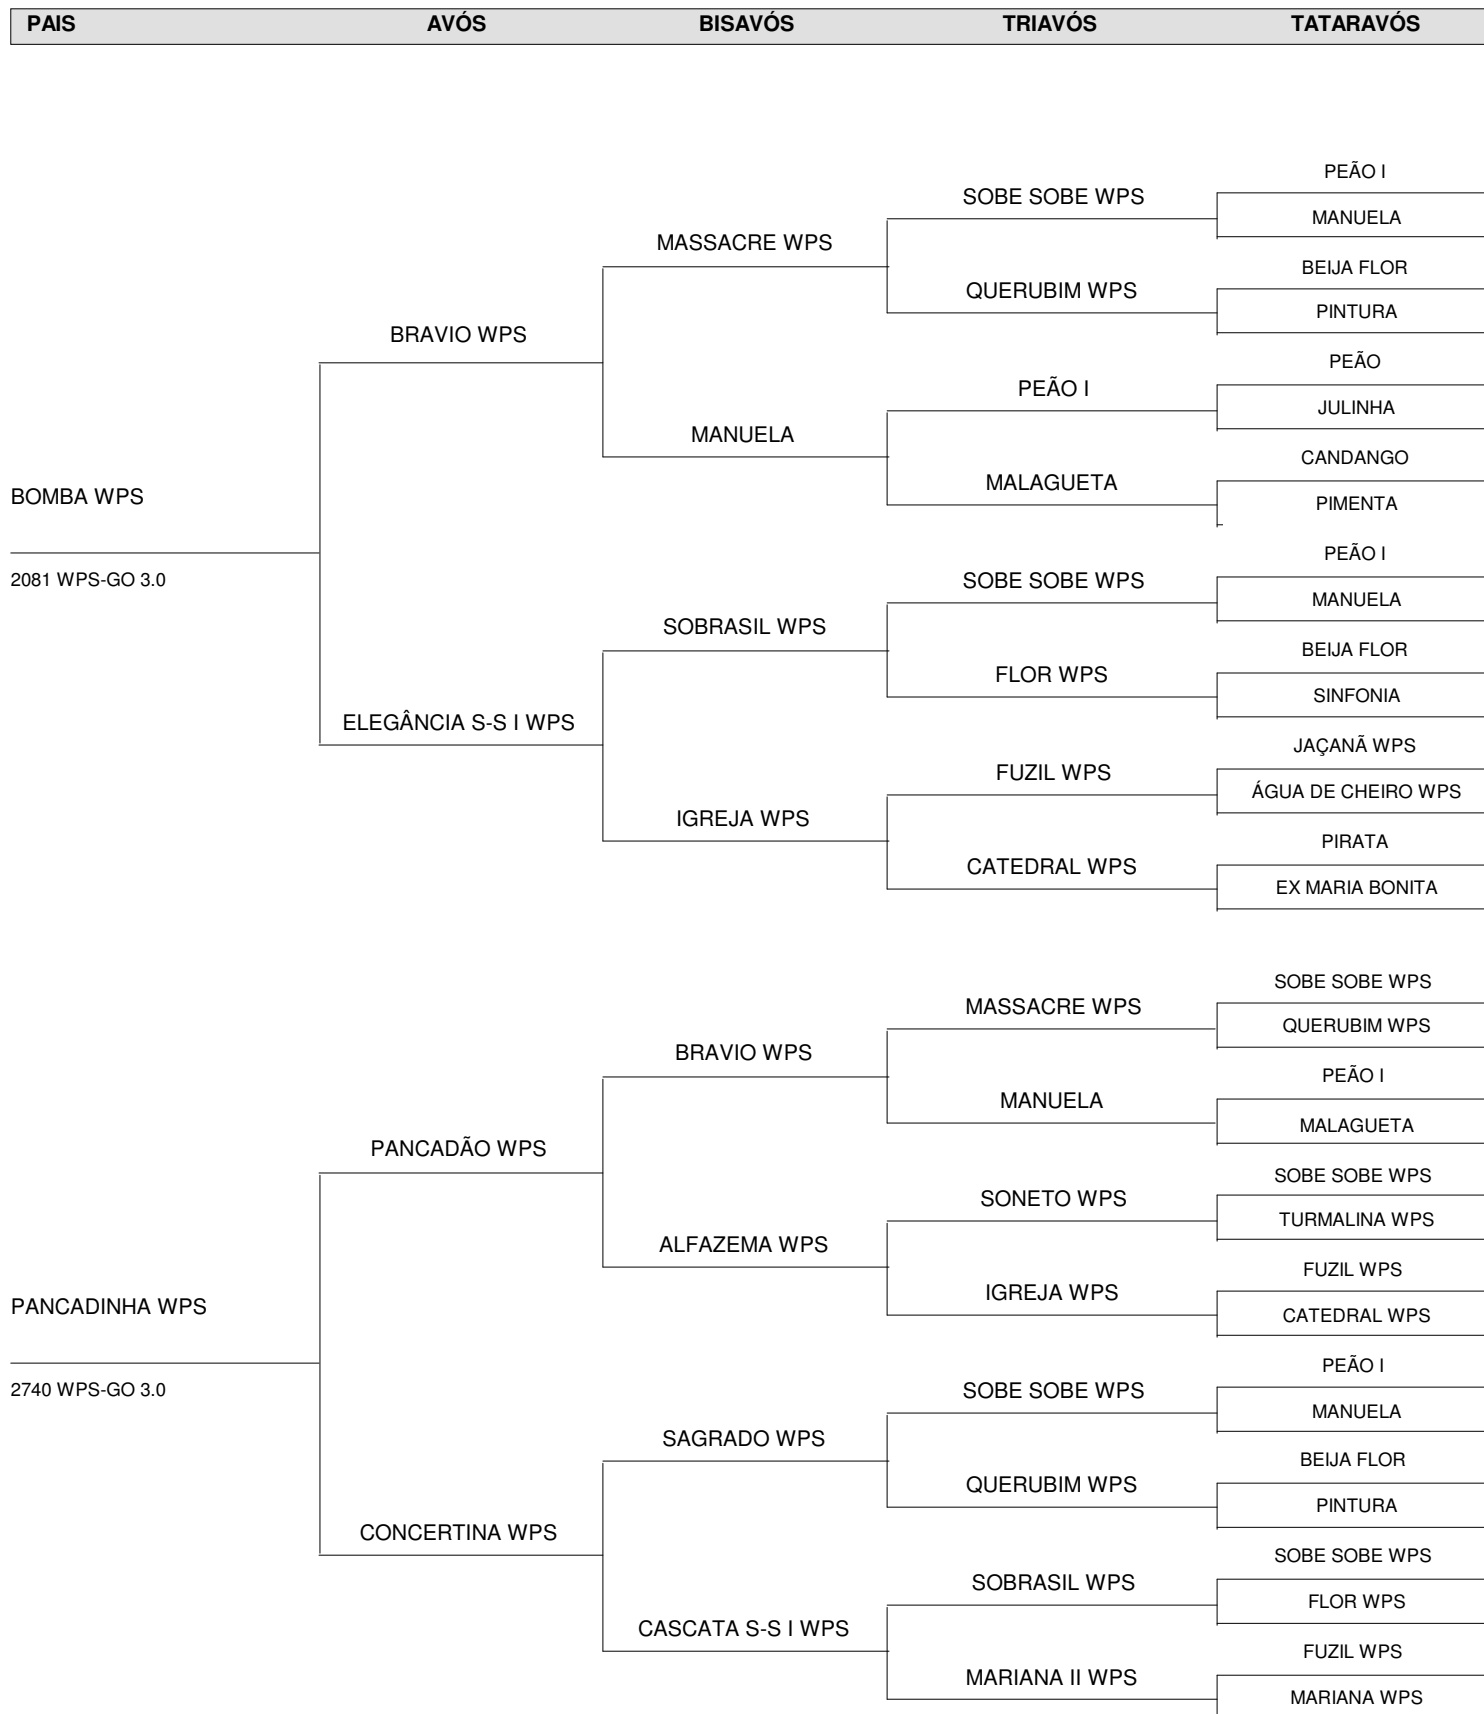 PAIS AVÓS BISAVÓS TRIAVÓS TATARAVÓS
PEÃO I
SOBE SOBE WPS
MANUELA
MASSACRE WPS
BEIJA FLOR
QUERUBIM WPS
PINTURA
BRAVIO WPS
PEÃO
PEÃO I
JULINHA
MANUELA
CANDANGO
MALAGUETA
PIMENTA
BOMBA WPS
2081 WPS-GO 3.0
PEÃO I
SOBE SOBE WPS
MANUELA
SOBRASIL WPS
BEIJA FLOR
FLOR WPS
SINFONIA
ELEGÂNCIA S-S I WPS
JAÇANÃ WPS
FUZIL WPS
ÁGUA DE CHEIRO WPS
IGREJA WPS
PIRATA
CATEDRAL WPS
EX MARIA BONITA
SOBE SOBE WPS
MASSACRE WPS
QUERUBIM WPS
BRAVIO WPS
PEÃO I
MANUELA
MALAGUETA
PANCADÃO WPS
SOBE SOBE WPS
SONETO WPS
TURMALINA WPS
ALFAZEMA WPS
FUZIL WPS
IGREJA WPS
CATEDRAL WPS
PANCADINHA WPS
2740 WPS-GO 3.0
PEÃO I
SOBE SOBE WPS
MANUELA
SAGRADO WPS
BEIJA FLOR
QUERUBIM WPS
PINTURA
CONCERTINA WPS
SOBE SOBE WPS
SOBRASIL WPS
FLOR WPS
CASCATA S-S I WPS
FUZIL WPS
MARIANA II WPS
MARIANA WPS